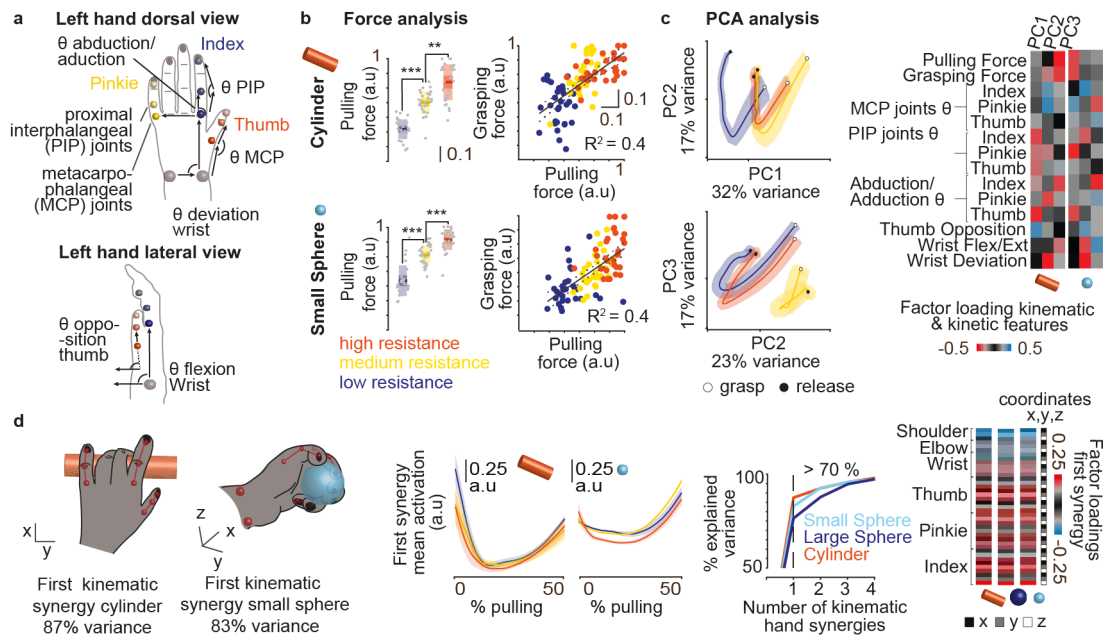 a
Left hand dorsal view
θ abduction/
aduction
Index
Pinkie
θ PIP
proximal
interphalangeal
(PIP) joints
Thumb
θ MCP
metacarpo-
phalangeal
(MCP) joints
θ deviation
wrist
Left hand lateral view
θ oppo-
-sition
thumb
θ flexion
Wrist
b
Force analysis
Cylinder
1
Pulling
force (a.u)
***
**
0.1
1
Grasping
force (a.u)
0.1
0.1
R² = 0.4
1
Pulling
force (a.u)
Small Sphere
1
Pulling
force (a.u)
***
***
0.1
1
Grasping
force (a.u)
R² = 0.4
1
Pulling force (a.u)
high resistance
medium resistance
low resistance
c
PCA analysis
PC2
17% variance
PC1
32% variance
PC3
17% variance
PC2
23% variance
grasp
release
PC1
PC2
PC3
Pulling Force
Grasping Force
Index
MCP joints θ
Pinkie
Thumb
PIP joints θ
Index
Pinkie
Thumb
Abduction/
Adduction θ
Index
Pinkie
Thumb
Thumb Opposition
Wrist Flex/Ext
Wrist Deviation
Factor loading kinematic
& kinetic features
-0.5
0.5
d
x
y
First kinematic
synergy cylinder
87% variance
z
x
y
First kinematic
synergy small sphere
83% variance
First synergy
mean activation
(a.u)
0.25
a.u
0.25
a.u
0
% pulling
50
0
% pulling
50
% explained
variance
100
50
> 70 %
Small Sphere
Large Sphere
Cylinder
1
2
3
4
Number of kinematic
hand synergies
coordinates
x,y,z
Shoulder
Elbow
Wrist
Thumb
Pinkie
Index
0.25
-0.25
Factor loadings
first synergy
x
y
z